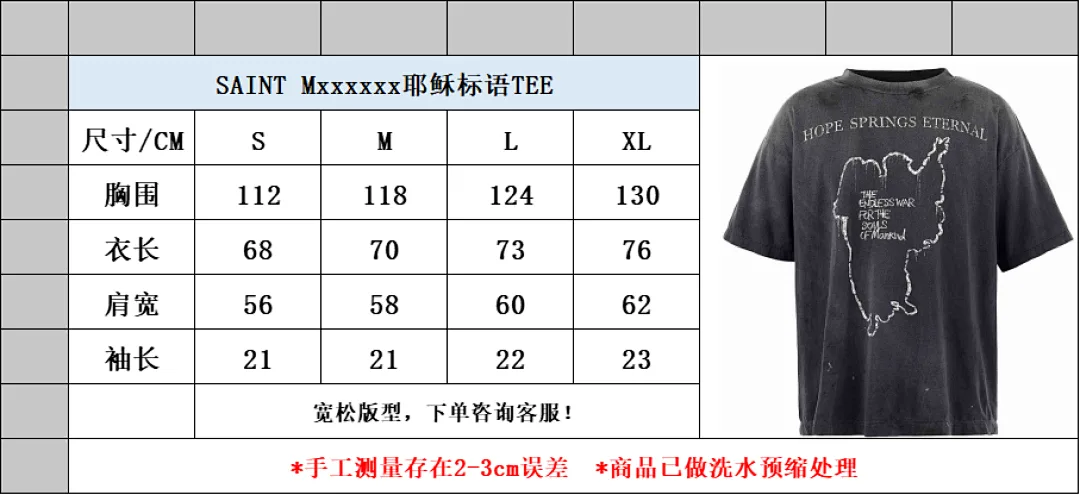 SAINT Mxxxxxx耶稣标语TEE
尺寸/CM S M L XL
胸围 112 118 124 130
衣长 68 70 73 76
肩宽 56 58 60 62
袖长 21 21 22 23
宽松版型，下单咨询客服！
*手工测量存在2-3cm误差 *商品已做洗水预缩处理
HOPE SPRINGS ETERNAL
THE
ENDLESS WAR
FOR THE
SOULS
OF Mankind